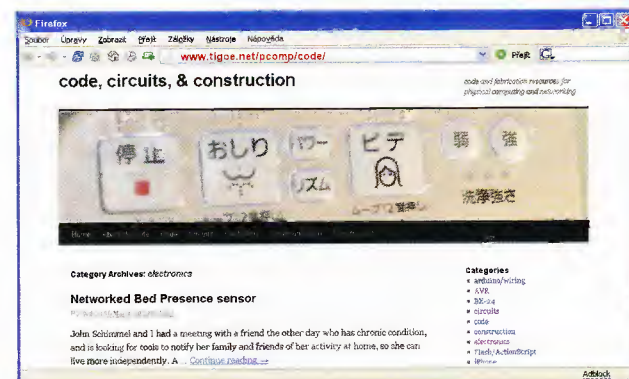 Firefox
Soubor Úpravy Zobrazit Přejít Záložky Nástroje Nápověda
www.tigoe.net/pcomp/code/
Přejít
code, circuits, & construction
code and fabrication resources for
physical computing and networking
停止
おしり
パワー
リズム
ビデ
弱
強
洗浄強さ
Home
Category Archives: electronics
Networked Bed Presence sensor
John Schimmel and I had a meeting with a friend the other day who has chronic condition,
and is looking for tools to notify her family and friends of her activity at home, so she can
live more independently. A … Continue reading →
Categories
arduino/wiring
AVR
BX-24
circuits
code
construction
electronics
Flash/ActionScript
iPhone
Adblock